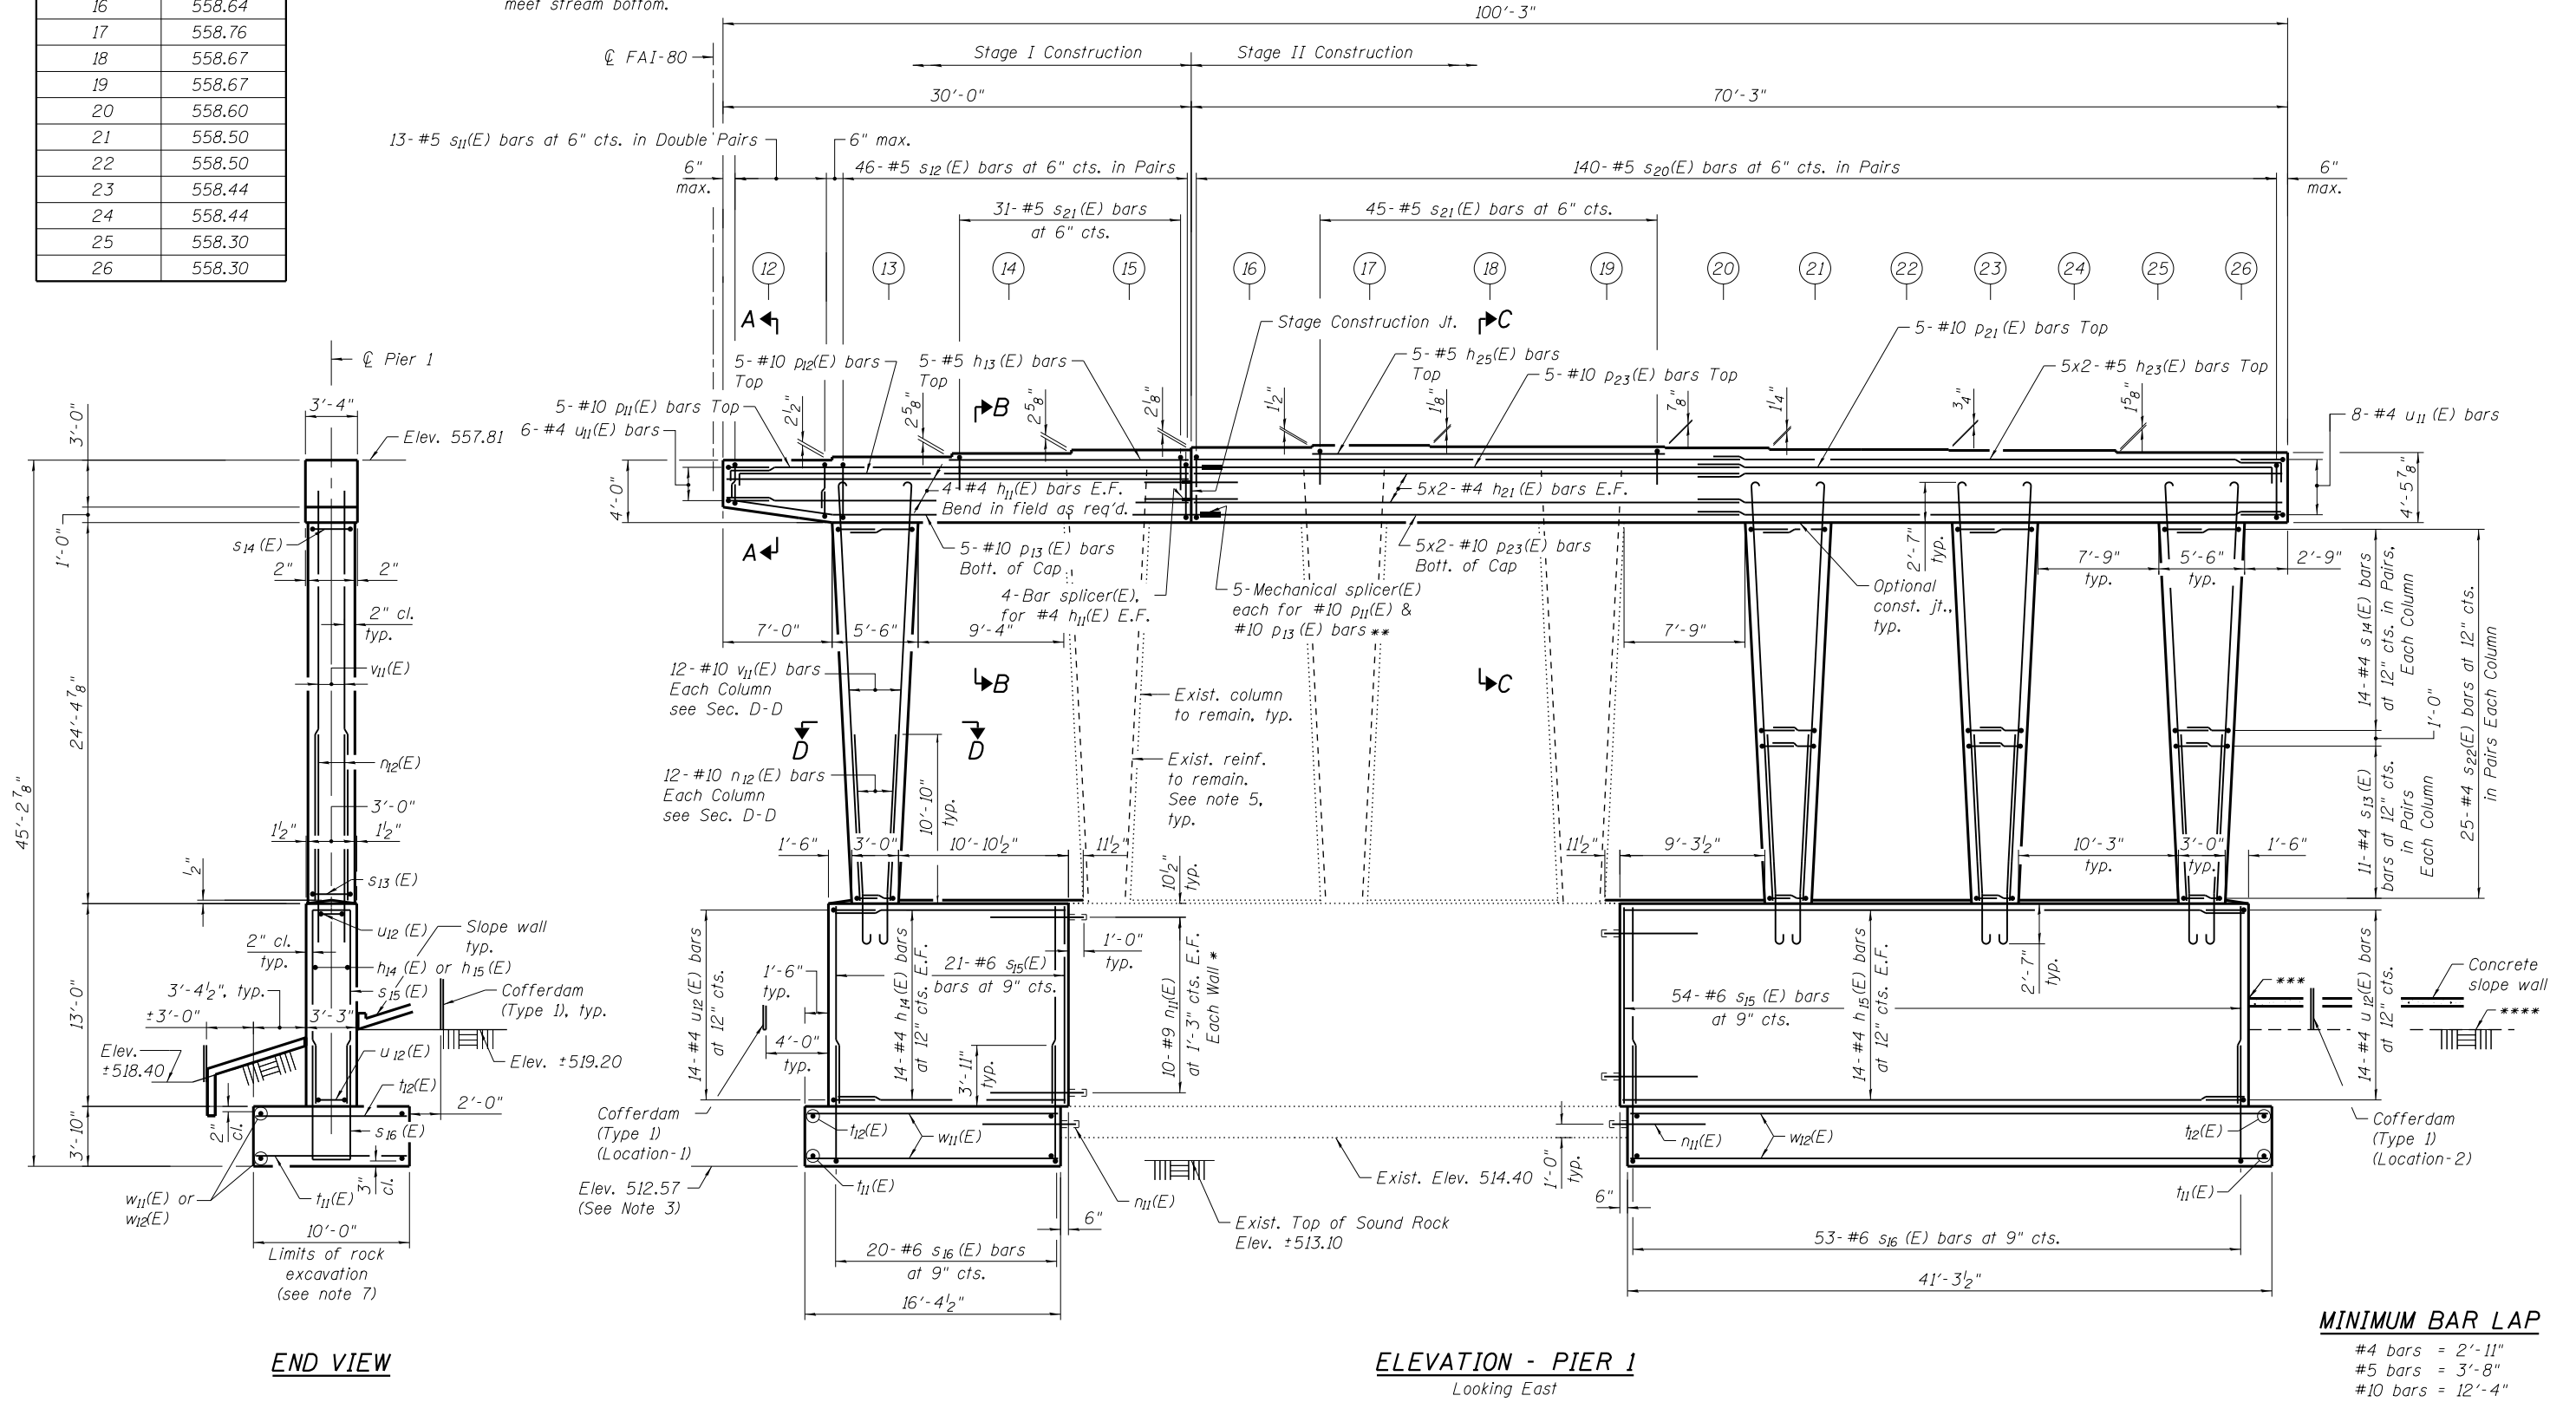 16 558.64
17 558.76
18 558.67
19 558.67
20 558.60
21 558.50
22 558.50
23 558.44
24 558.44
25 558.30
26 558.30
meet stream bottom.
100'-3"
℄ FAI-80
Stage I Construction
Stage II Construction
30'-0"
70'-3"
13-#5 s11(E) bars at 6" cts. in Double Pairs
6" max.
6"
max.
46-#5 s12(E) bars at 6" cts. in Pairs
140-#5 s20(E) bars at 6" cts. in Pairs
6"
max.
31-#5 s21(E) bars
at 6" cts.
45-#5 s21(E) bars at 6" cts.
12 13 14 15 16 17 18 19 20 21 22 23 24 25 26
A
Stage Construction Jt.
C
5-#10 p21(E) bars Top
5-#10 p12(E) bars
Top
5-#5 h13(E) bars
Top
5-#5 h25(E) bars
Top
5-#10 p23(E) bars Top
5x2-#5 h23(E) bars Top
5-#10 p11(E) bars Top
6-#4 u11(E) bars
B
8-#4 u11(E) bars
2 1/2"
2 5/8"
2 5/8"
2 1/8"
1 1/2"
1 1/8"
7/8"
1 1/4"
3/4"
1 5/8"
4'-0"
4-#4 h11(E) bars E.F.
Bend in field as req'd.
5x2-#4 h21(E) bars E.F.
4'-5 7/8"
A
5-#10 p13(E) bars
Bott. of Cap
5x2-#10 p23(E) bars
Bott. of Cap
2'-7"
typ.
4-Bar splicer(E),
for #4 h11(E) E.F.
5-Mechanical splicer(E)
each for #10 p11(E) &
#10 p13(E) bars **
Optional
const. jt.,
typ.
7'-9"
typ.
5'-6"
typ.
2'-9"
7'-0"
5'-6"
9'-4"
7'-9"
12-#10 v11(E) bars
Each Column
see Sec. D-D
B
C
Exist. column
to remain, typ.
D
D
Exist. reinf.
to remain.
See note 5,
typ.
12-#10 n12(E) bars
Each Column
see Sec. D-D
10'-10"
typ.
14-#4 s14(E) bars
at 12" cts. in Pairs.
Each Column
1'-0"
11-#4 s13(E)
bars at 12" cts.
in Pairs
Each Column
25-#4 s22(E) bars at 12" cts.
in Pairs Each Column
1'-6"
3'-0"
10'-10 1/2"
11 1/2"
10 1/2"
typ.
11 1/2"
9'-3 1/2"
10'-3"
typ.
3'-0"
typ.
1'-6"
℄ Pier 1
3'-4"
Elev. 557.81
3'-0"
1'-0"
s14(E)
2"
2"
2" cl.
typ.
v11(E)
24'-4 7/8"
45'-2 7/8"
n12(E)
3'-0"
1 1/2"
1 1/2"
1/2"
s13(E)
u12(E)
Slope wall
typ.
2" cl.
typ.
h14(E) or h15(E)
3'-4 1/2", typ.
s15(E)
Cofferdam
(Type 1), typ.
±3'-0"
3'-3"
13'-0"
Elev.
±518.40
u12(E)
Elev. ±519.20
t12(E)
2'-0"
3'-10"
2"
cl.
s16(E)
3"
cl.
w11(E) or
w12(E)
t11(E)
10'-0"
Limits of rock
excavation
(see note 7)
14-#4 u12(E) bars
at 12" cts.
14-#4 h14(E) bars
at 12" cts. E.F.
21-#6 s15(E)
bars at 9" cts.
1'-0"
typ.
10-#9 n11(E)
at 1'-3" cts. E.F.
Each Wall *
1'-6"
typ.
4'-0"
typ.
3'-11"
typ.
Cofferdam
(Type 1)
(Location-1)
t12(E)
w11(E)
Elev. 512.57
(See Note 3)
t11(E)
n11(E)
6"
Exist. Top of Sound Rock
Elev. ±513.10
Exist. Elev. 514.40
1'-0"
typ.
20-#6 s16(E) bars
at 9" cts.
16'-4 1/2"
54-#6 s15(E) bars
at 9" cts.
14-#4 h15(E) bars
at 12" cts. E.F.
2'-7"
typ.
***
Concrete
slope wall
****
14-#4 u12(E) bars
at 12" cts.
Cofferdam
(Type 1)
(Location-2)
n11(E)
w12(E)
t12(E)
t11(E)
6"
53-#6 s16(E) bars at 9" cts.
41'-3 1/2"
END VIEW
ELEVATION - PIER 1
Looking East
MINIMUM BAR LAP
#4 bars = 2'-11"
#5 bars = 3'-8"
#10 bars = 12'-4"